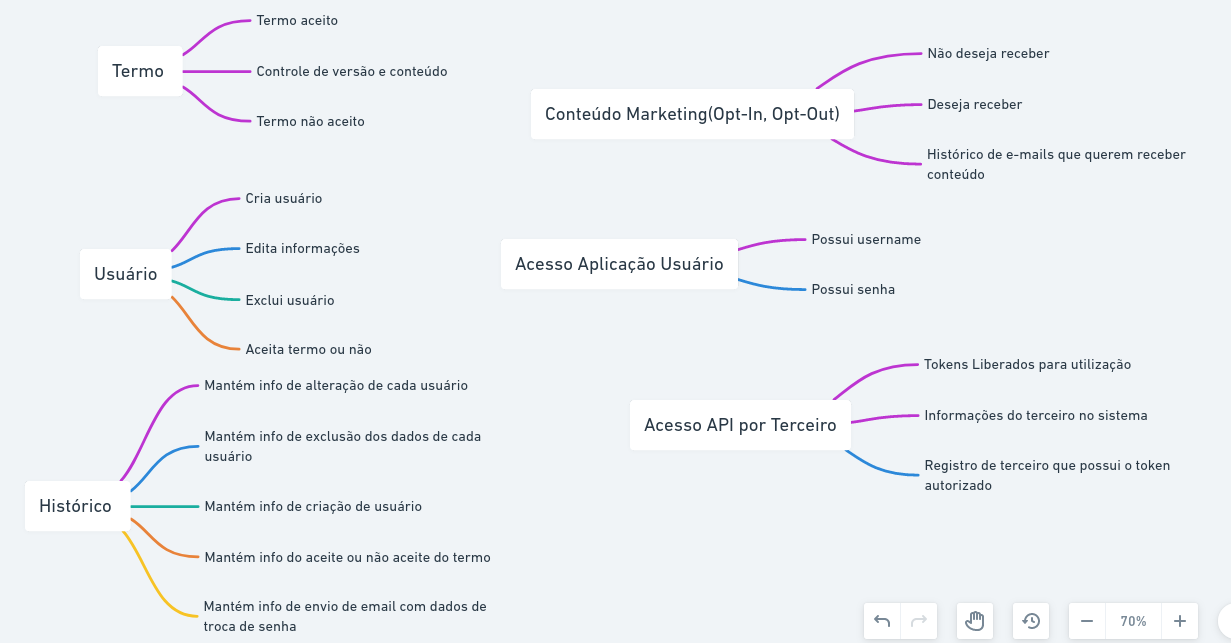 Termo
Termo aceito
Controle de versão e conteúdo
Termo não aceito
Usuário
Cria usuário
Edita informações
Exclui usuário
Aceita termo ou não
Histórico
Mantém info de alteração de cada usuário
Mantém info de exclusão dos dados de cada
usuário
Mantém info de criação de usuário
Mantém info do aceite ou não aceite do termo
Mantém info de envio de email com dados de
troca de senha
Conteúdo Marketing(Opt-In, Opt-Out)
Não deseja receber
Deseja receber
Histórico de e-mails que querem receber
conteúdo
Acesso Aplicação Usuário
Possui username
Possui senha
Acesso API por Terceiro
Tokens Liberados para utilização
Informações do terceiro no sistema
Registro de terceiro que possui o token
autorizado
70%